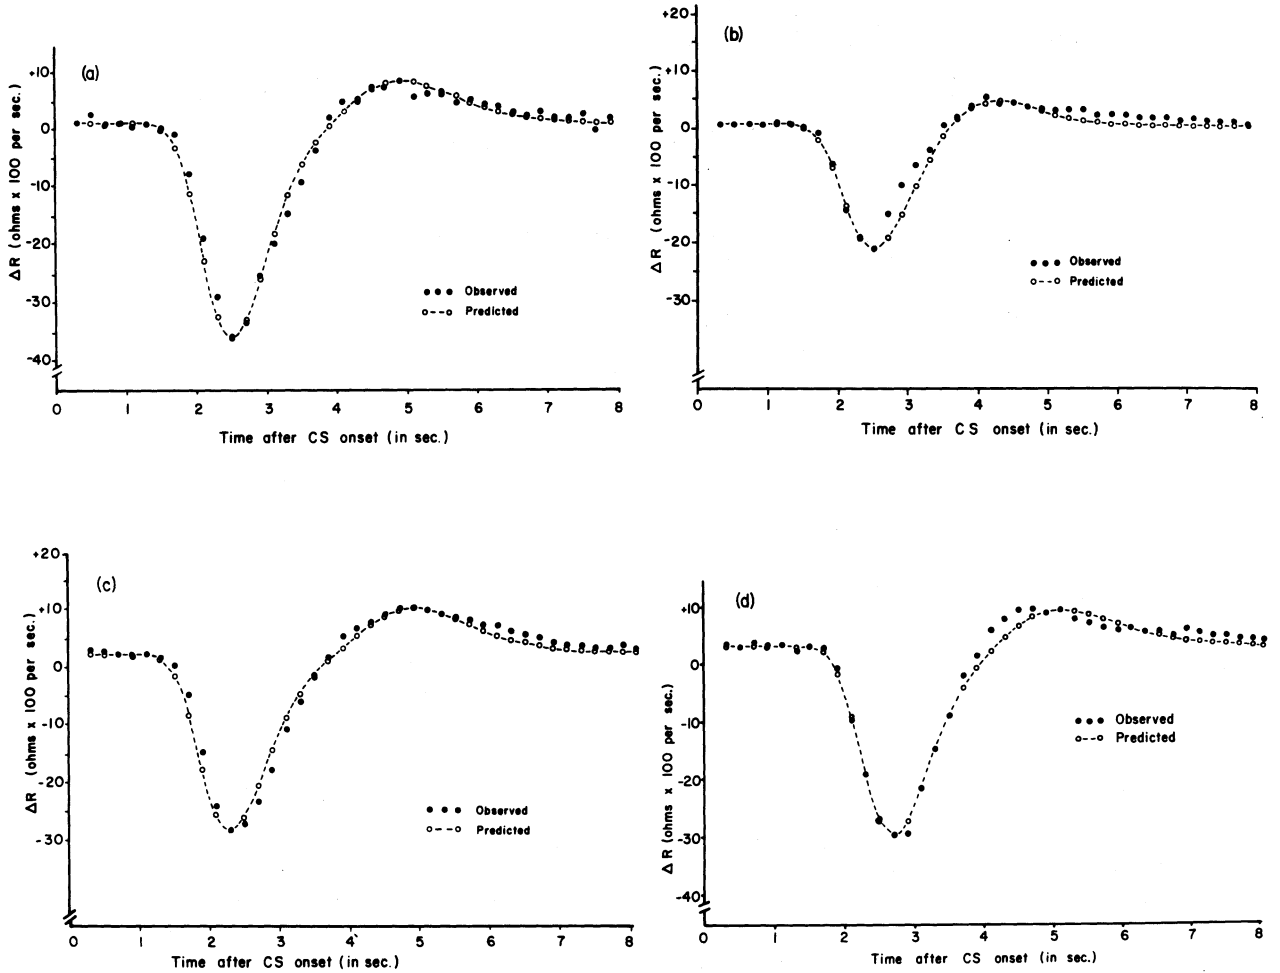 (a)
+10
0
-10
-20
-30
-40
ΔR (ohms x 100 per sec.)
Observed
Predicted
0 1 2 3 4 5 6 7 8
Time after CS onset (in sec.)
(b)
+20
+10
0
-10
-20
-30
ΔR (ohms x 100 per sec.)
Observed
Predicted
0 1 2 3 4 5 6 7 8
Time after CS onset (in sec.)
(c)
+20
+10
0
-10
-20
-30
ΔR (ohms x 100 per sec.)
Observed
Predicted
0 1 2 3 4 5 6 7 8
Time after CS onset (in sec.)
(d)
+10
0
-10
-20
-30
-40
ΔR (ohms x 100 per sec.)
Observed
Predicted
0 1 2 3 4 5 6 7 8
Time after CS onset (in sec.)